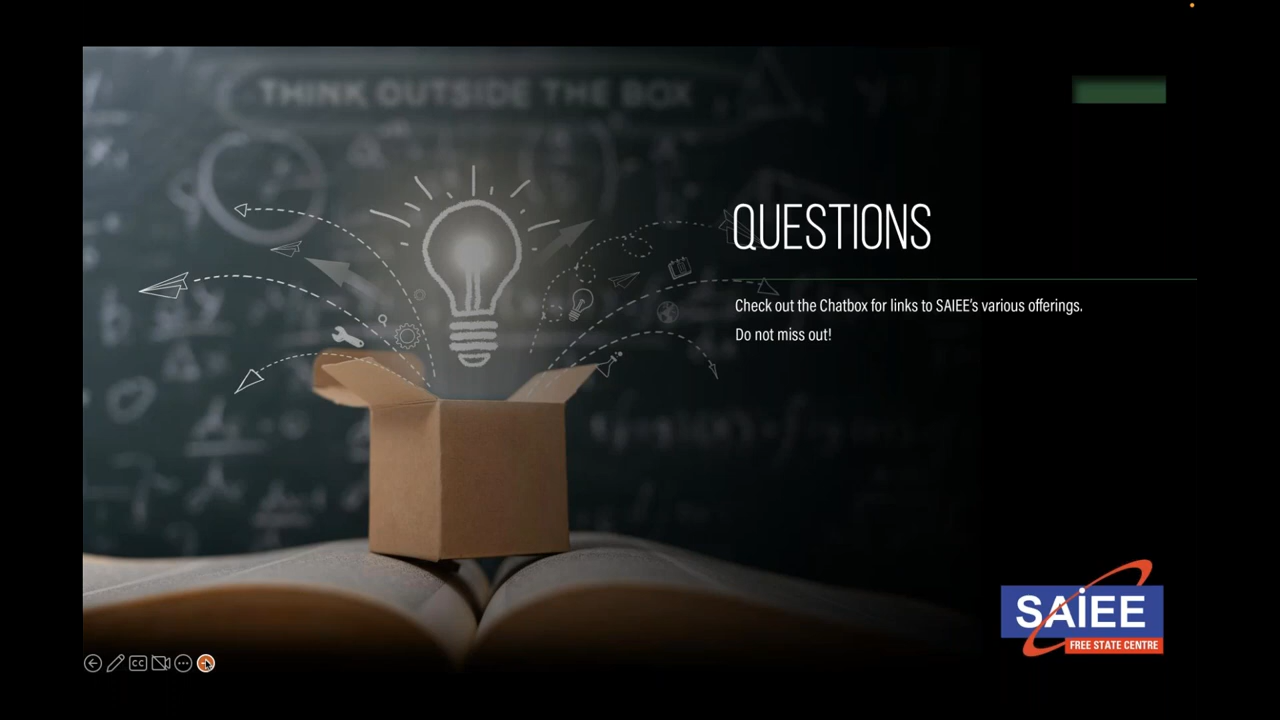 THINK OUTSIDE THE BOX
QUESTIONS
Check out the Chatbox for links to SAIEE's various offerings.
Do not miss out!
SAIEE
FREE STATE CENTRE
CC